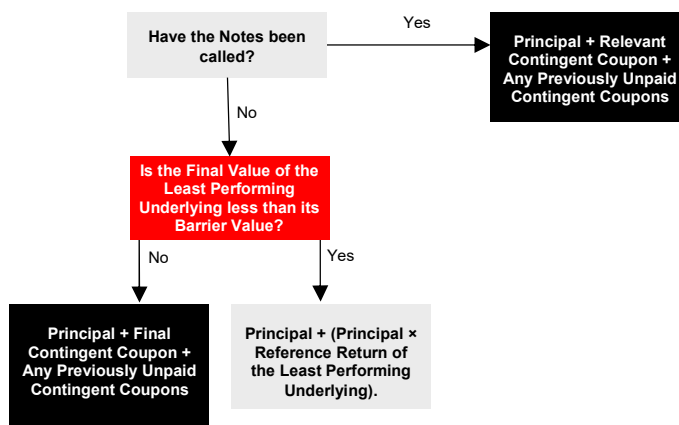 Have the Notes been
called?
Yes
Principal + Relevant
Contingent Coupon +
Any Previously Unpaid
Contingent Coupons
No
Is the Final Value of the
Least Performing
Underlying less than its
Barrier Value?
No
Yes
Principal + Final
Contingent Coupon +
Any Previously Unpaid
Contingent Coupons
Principal + (Principal ×
Reference Return of
the Least Performing
Underlying).